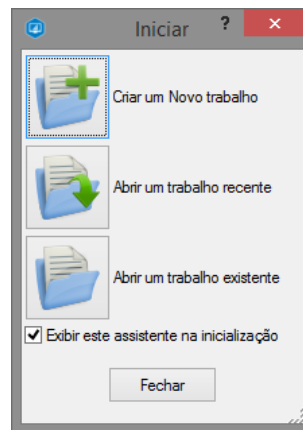 Iniciar ? ×
Criar um Novo trabalho
Abrir um trabalho recente
Abrir um trabalho existente
Exibir este assistente na inicialização
Fechar